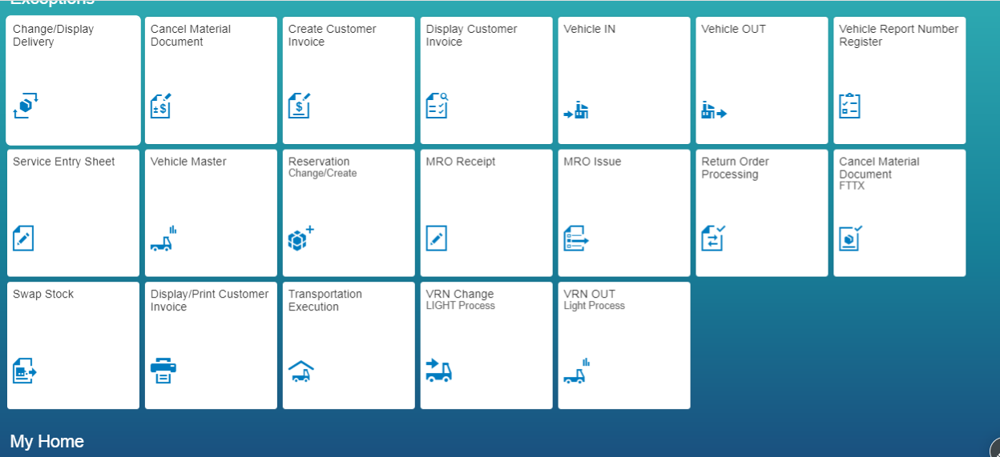 Exceptions
Change/Display
Delivery
Cancel Material
Document
Create Customer
Invoice
Display Customer
Invoice
Vehicle IN
Vehicle OUT
Vehicle Report Number
Register
Service Entry Sheet
Vehicle Master
Reservation
Change/Create
MRO Receipt
MRO Issue
Return Order
Processing
Cancel Material
Document
FTTX
Swap Stock
Display/Print Customer
Invoice
Transportation
Execution
VRN Change
LIGHT Process
VRN OUT
Light Process
My Home